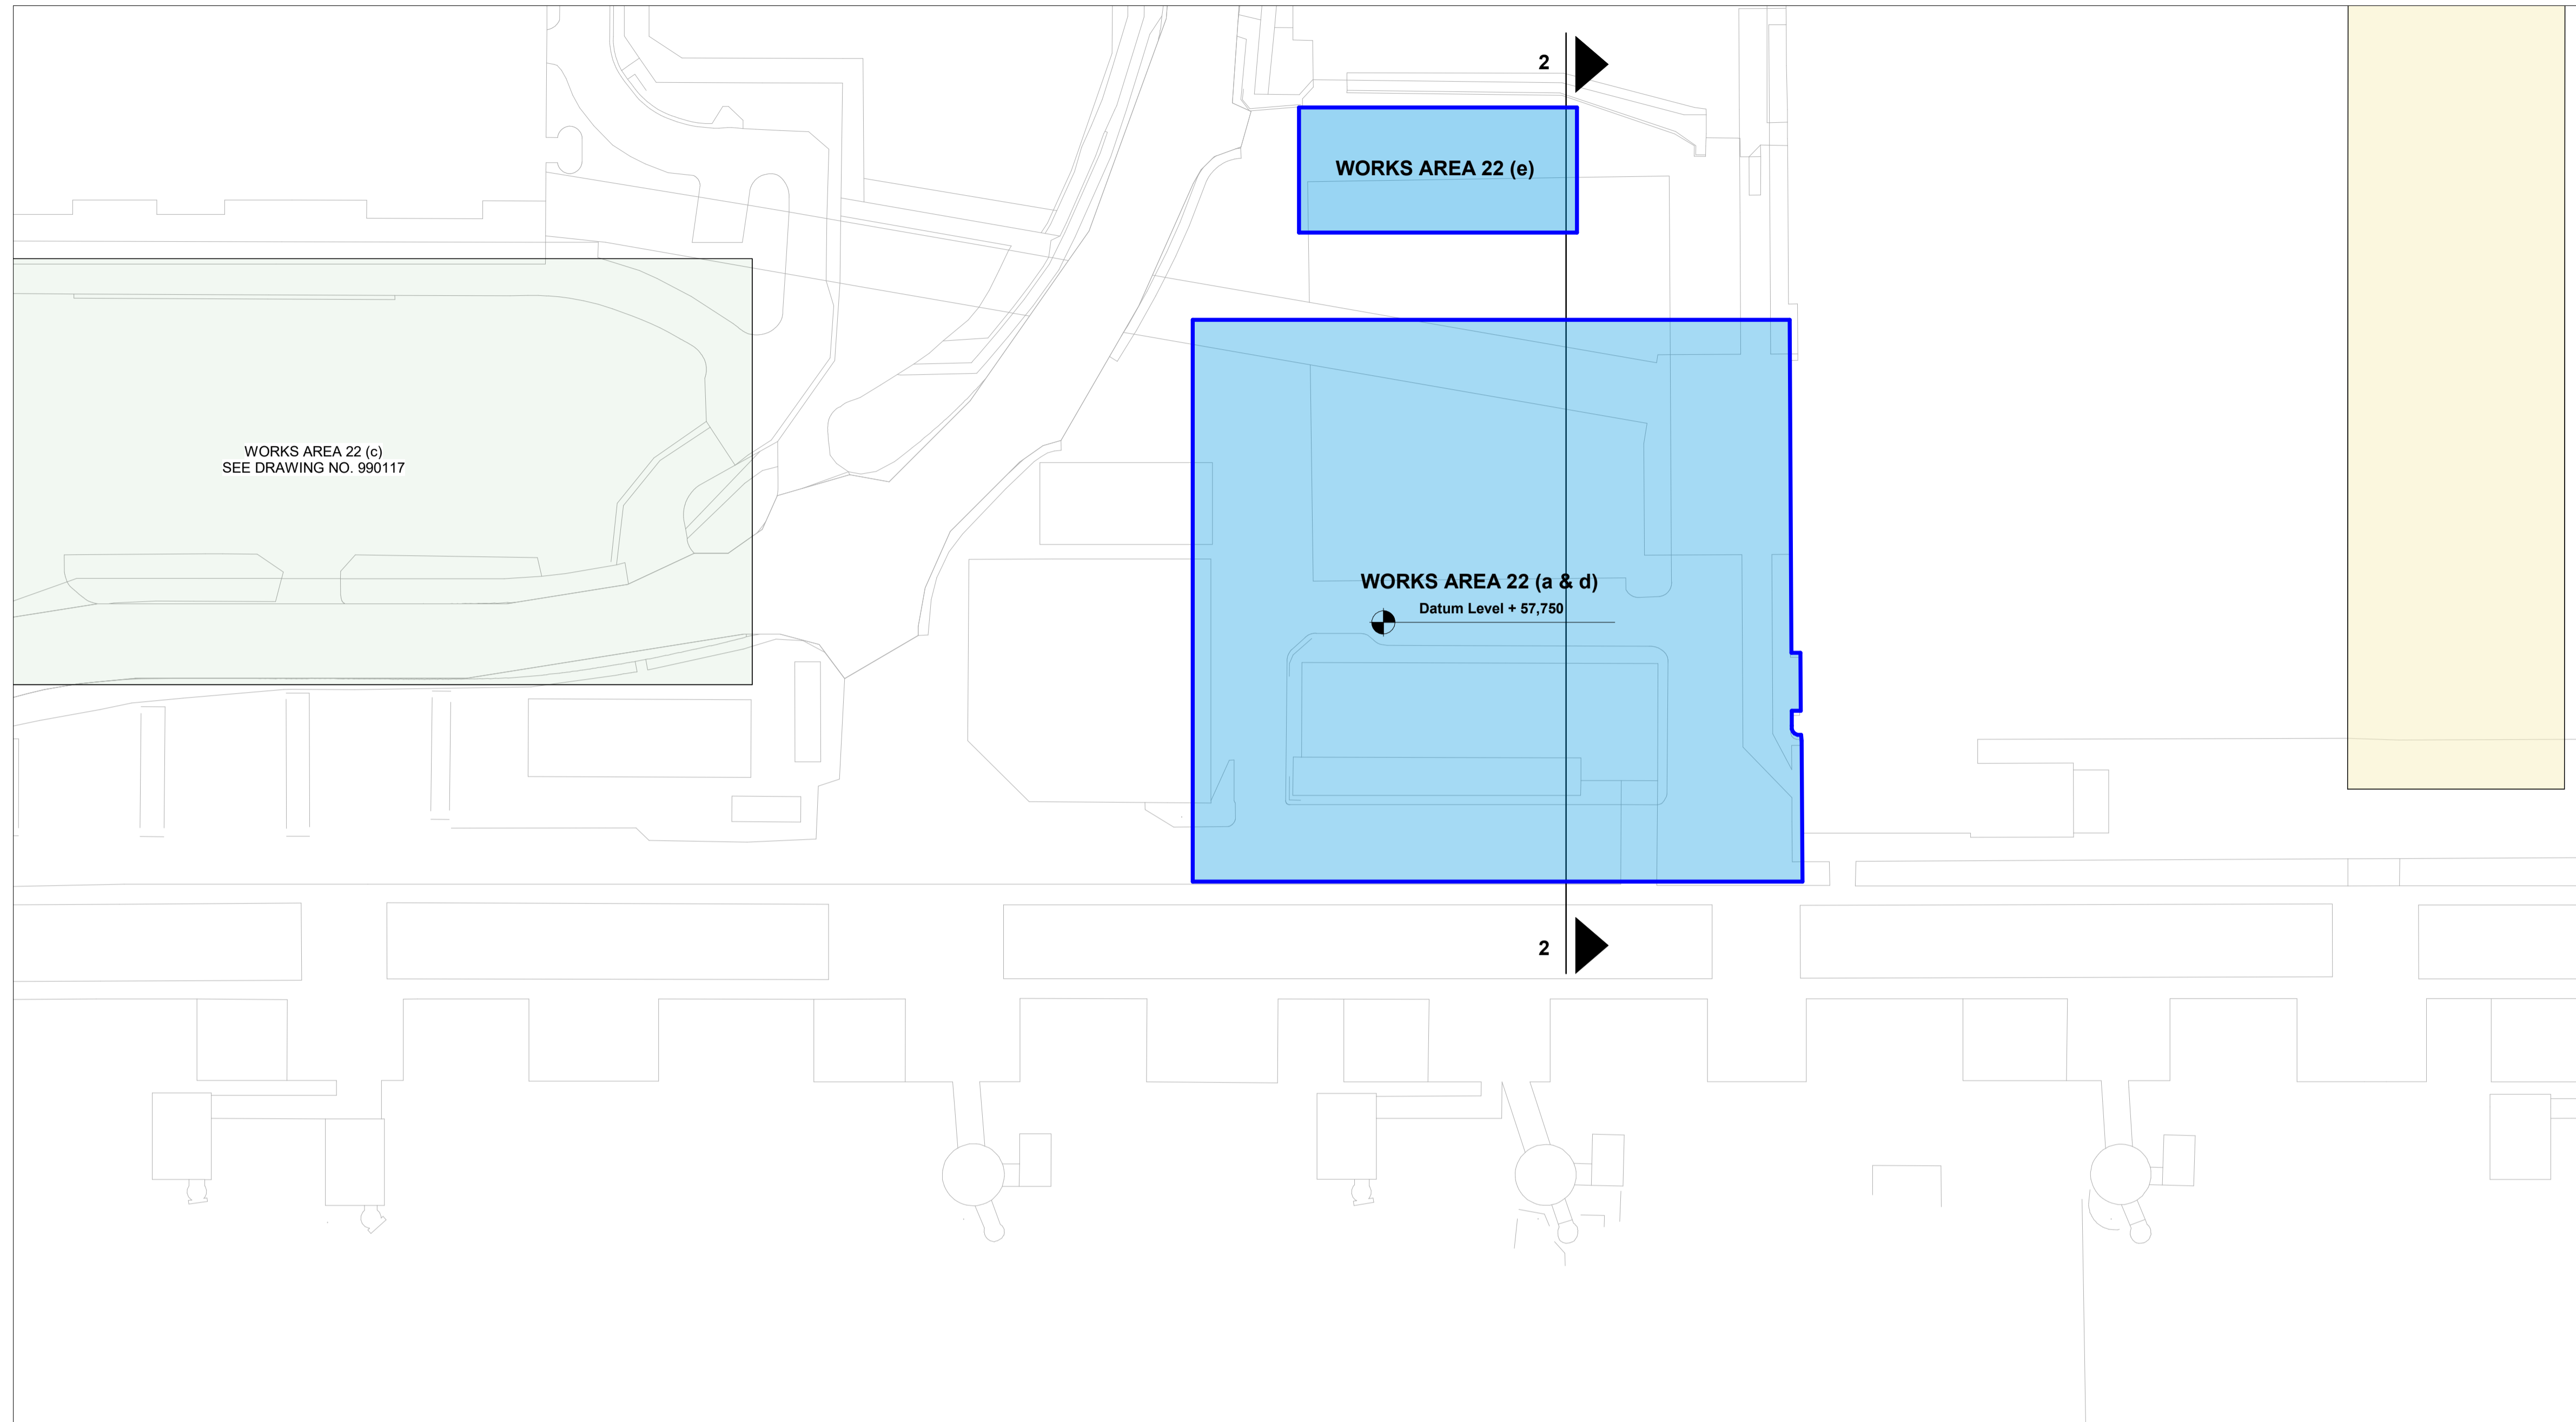 2
WORKS AREA 22 (e)
WORKS AREA 22 (c)
SEE DRAWING NO. 990117
WORKS AREA 22 (a & d)
Datum Level + 57,750
2